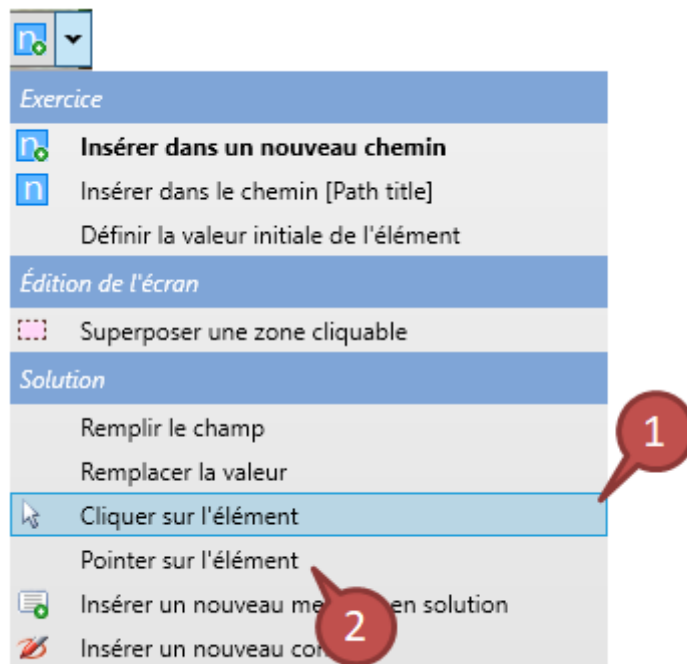 n
Exercice
n Insérer dans un nouveau chemin
n Insérer dans le chemin [Path title]
Définir la valeur initiale de l'élément
Édition de l'écran
Superposer une zone cliquable
Solution
Remplir le champ
1
Remplacer la valeur
Cliquer sur l'élément
Pointer sur l'élément
Insérer un nouveau en solution
2
Insérer un nouveau